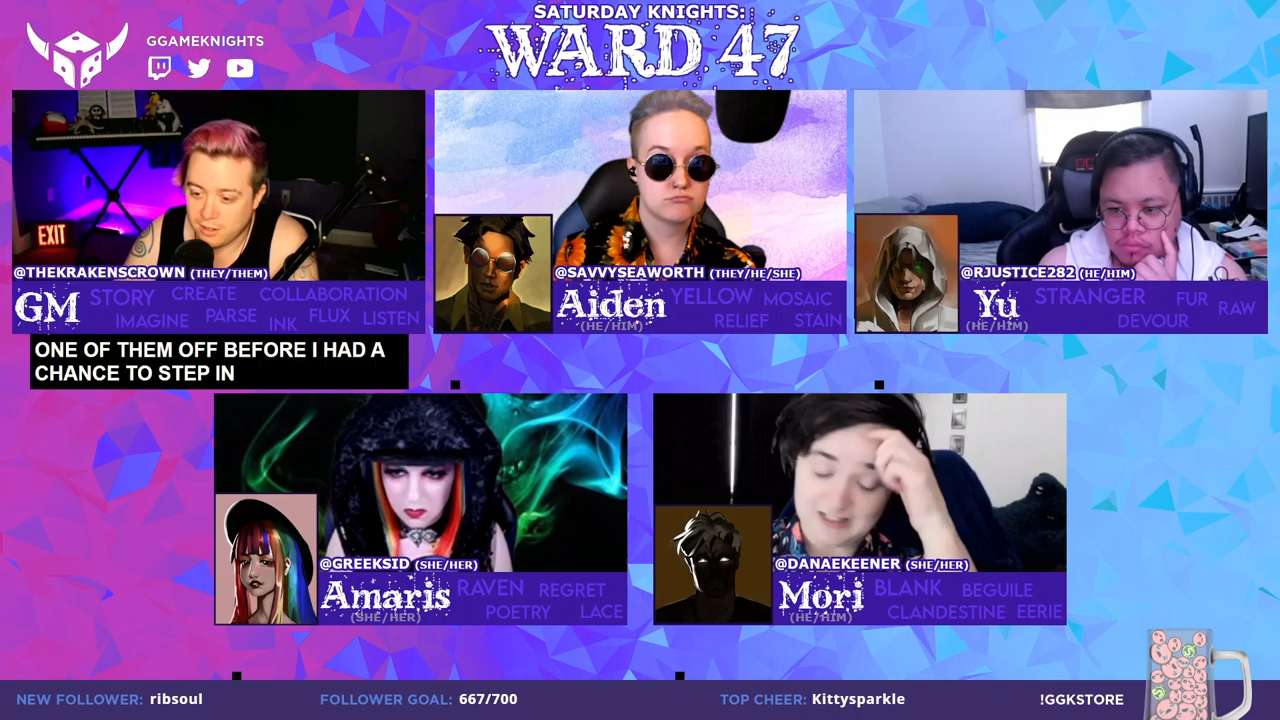 SATURDAY KNIGHTS:
WARD 47
GGAMEKNIGHTS
EXIT
@THEKRAKENSCROWN (THEY/THEM)
GM
STORY CREATE COLLABORATION
IMAGINE PARSE INK FLUX LISTEN
@SAVVYSEAWORTH (THEY/HE/SHE)
Aiden
(HE/HIM)
YELLOW MOSAIC
RELIEF STAIN
@RJUSTICE282 (HE/HIM)
Yu
(HE/HIM)
STRANGER FUR RAW
DEVOUR
ONE OF THEM OFF BEFORE I HAD A
CHANCE TO STEP IN
@GREEKSID (SHE/HER)
Amaris
(SHE/HER)
RAVEN REGRET
POETRY LACE
@DANAEKEENER (SHE/HER)
Mori
(HE/HIM)
BLANK BEGUILE
CLANDESTINE EERIE
NEW FOLLOWER: ribsoul
FOLLOWER GOAL: 667/700
TOP CHEER: Kittysparkle
!GGKSTORE